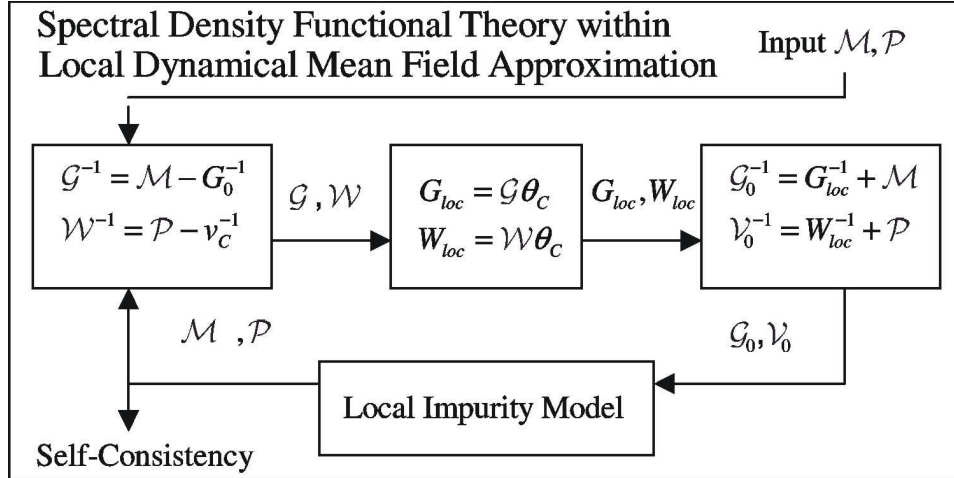 Spectral Density Functional Theory within
Local Dynamical Mean Field Approximation
Input ℳ, 𝒫
𝒢⁻¹ = ℳ − G₀⁻¹
𝒲⁻¹ = 𝒫 − v_C⁻¹
𝒢 , 𝒲
G_loc = 𝒢θ_C
W_loc = 𝒲θ_C
G_loc, W_loc
𝒢₀⁻¹ = G_loc⁻¹ + ℳ
𝒱₀⁻¹ = W_loc⁻¹ + 𝒫
ℳ , 𝒫
𝒢₀, 𝒱₀
Local Impurity Model
Self-Consistency